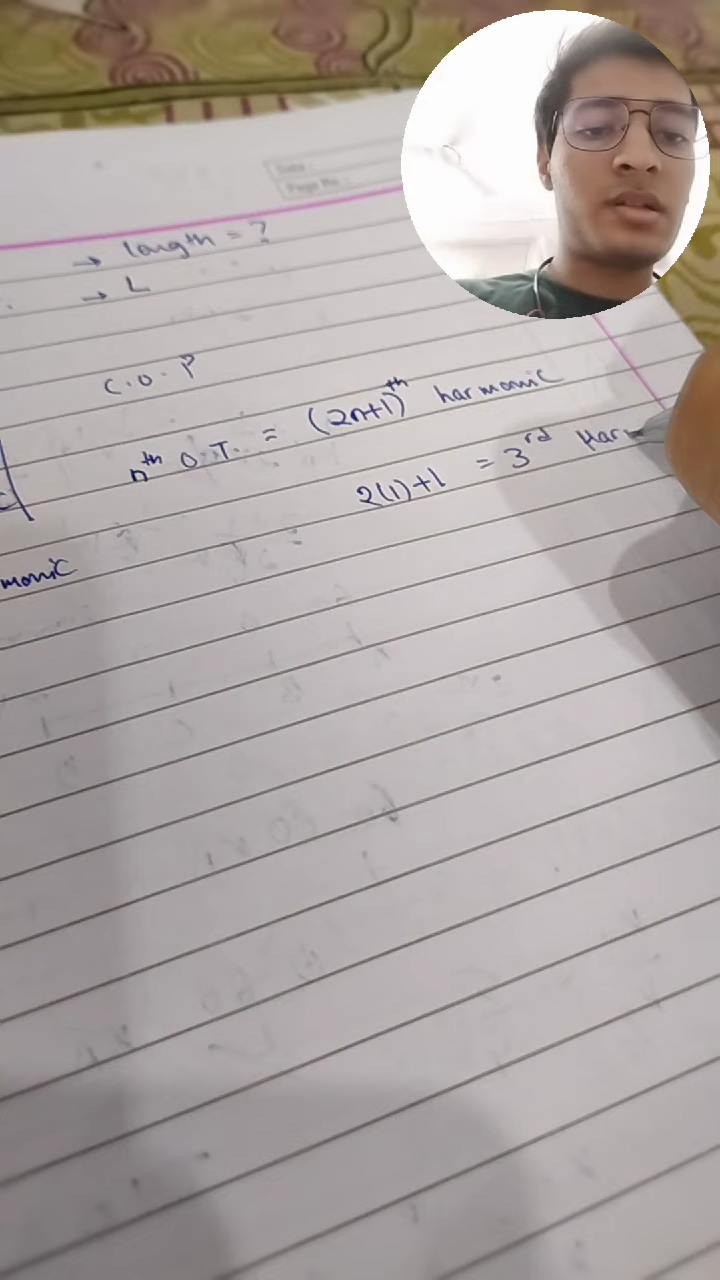 Date :
Page No. :
→ length = ?
→ L
C.O.P
nth O.T. = (2n+1)th harmonic
2(1)+1 = 3rd Har
monic